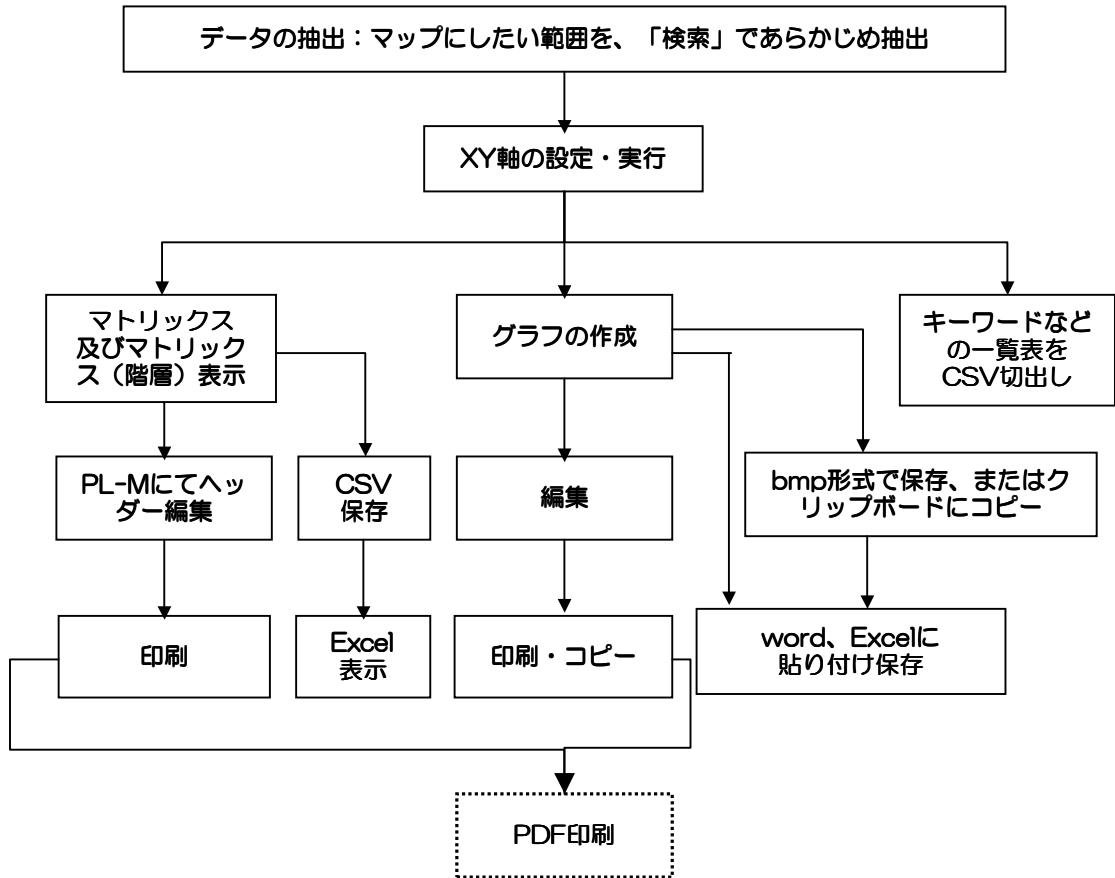 データの抽出：マップにしたい範囲を、「検索」であらかじめ抽出
XY軸の設定・実行
マトリックス
及びマトリック
ス（階層）表示
グラフの作成
キーワードなど
の一覧表を
CSV切出し
PL-Mにてヘッ
ダー編集
CSV
保存
編集
bmp形式で保存、またはク
リップボードにコピー
印刷
Excel
表示
印刷・コピー
word、Excelに
貼り付け保存
PDF印刷